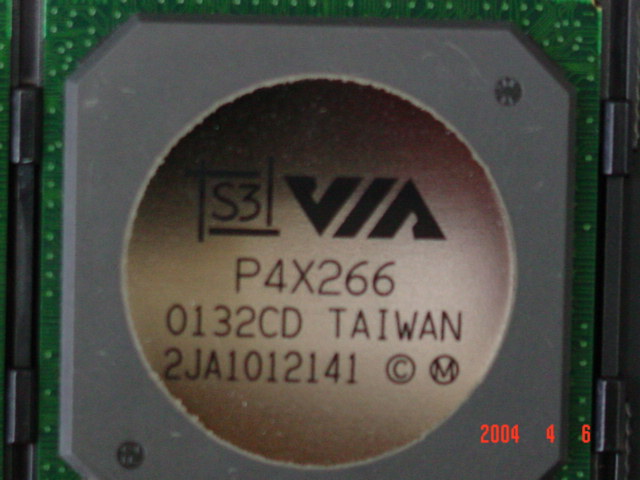 S3 VIA
P4X266
0132CD TAIWAN
2JA1012141 © Ⓜ
2004 4 6